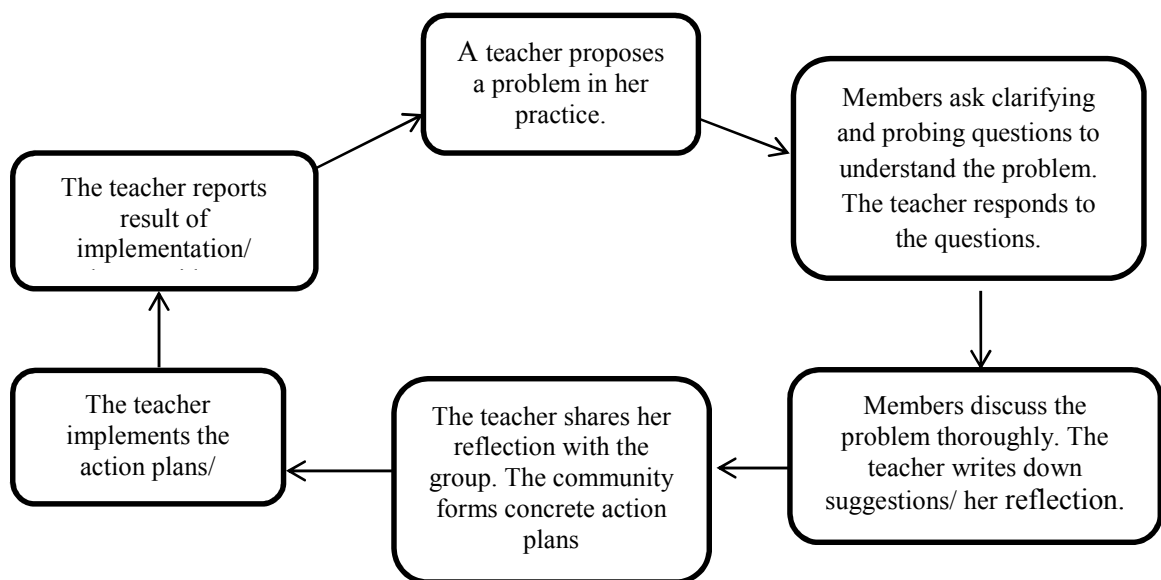 A teacher proposes
a problem in her
practice.
Members ask clarifying
and probing questions to
understand the problem.
The teacher responds to
the questions.
Members discuss the
problem thoroughly. The
teacher writes down
suggestions/ her reflection.
The teacher shares her
reflection with the
group. The community
forms concrete action
plans
The teacher
implements the
action plans/
The teacher reports
result of
implementation/